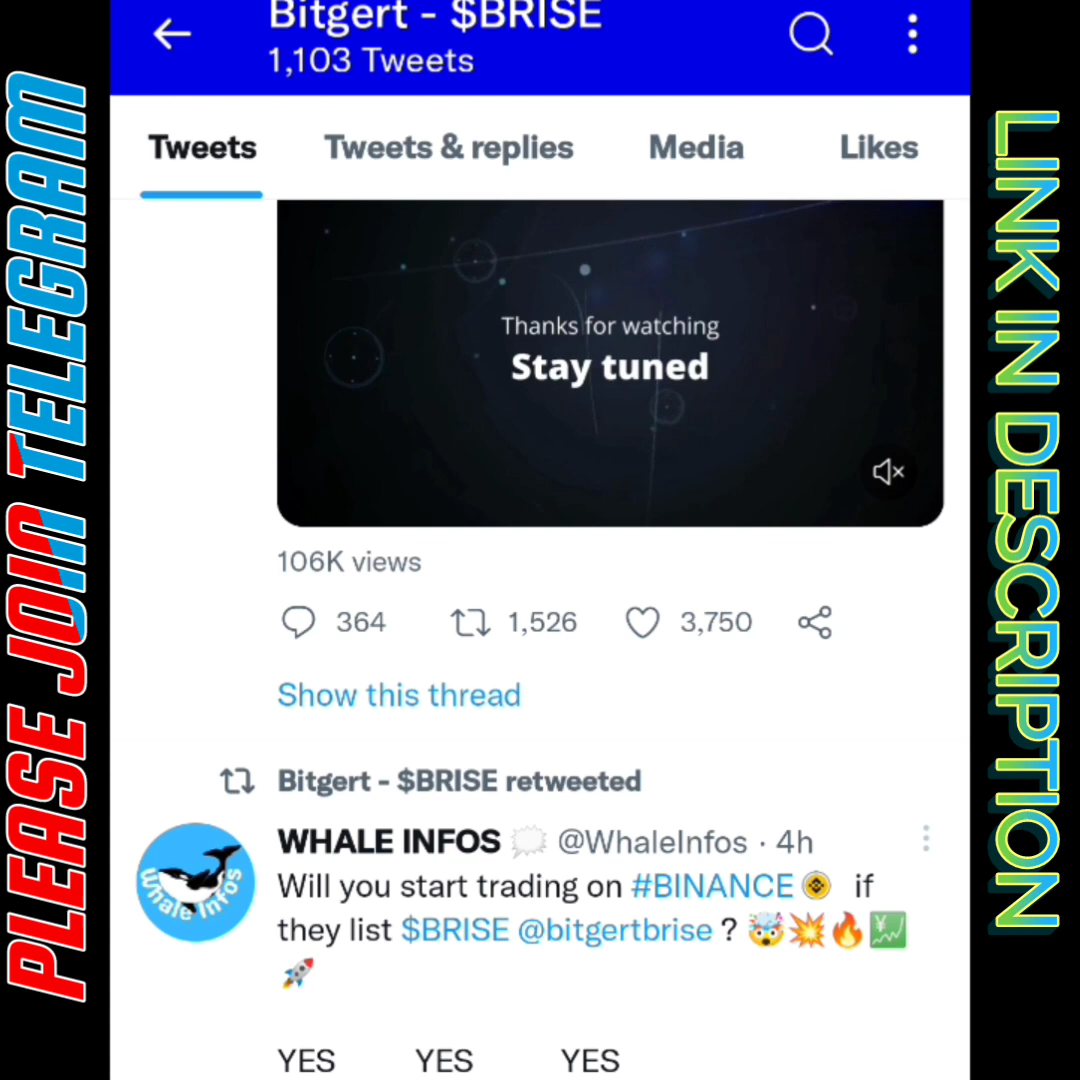 PLEASE JOIN TELEGRAM
Bitgert - $BRISE
1,103 Tweets
Tweets Tweets & replies Media Likes
Thanks for watching
Stay tuned
106K views
364 1,526 3,750
Show this thread
Bitgert - $BRISE retweeted
WHALE INFOS 💭 @WhaleInfos · 4h
Whale Infos
Will you start trading on #BINANCE if
they list $BRISE @bitgertbrise ? 🤯💥🔥💹
🚀
YES YES YES
LINK IN DESCRIPTION